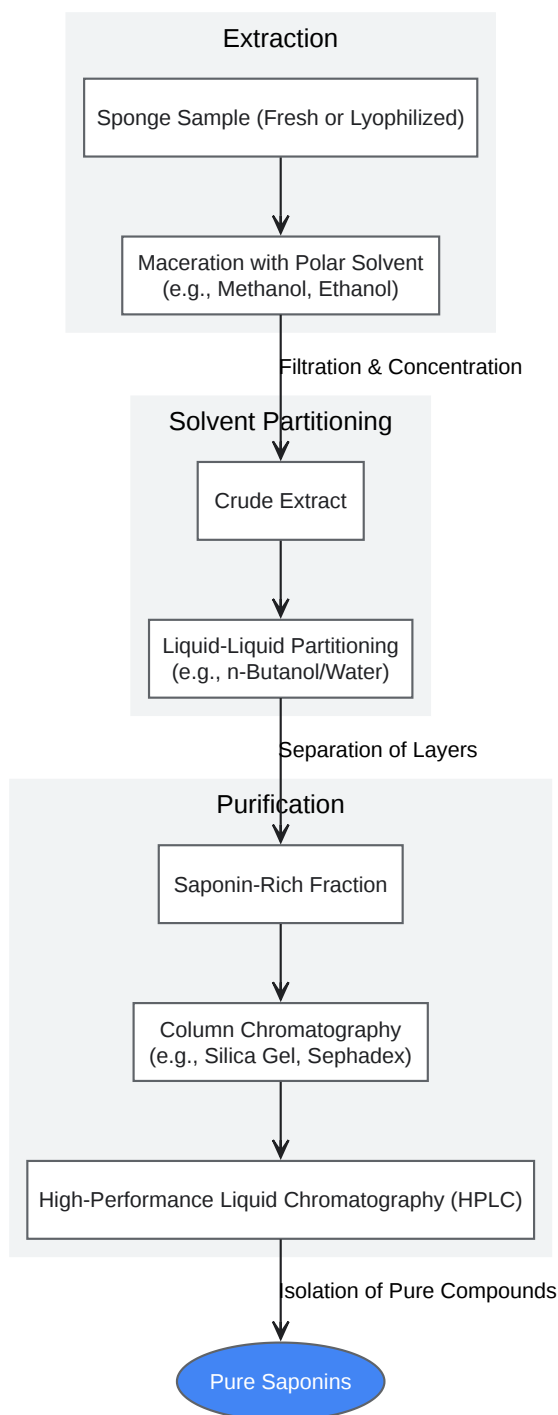 Extraction
Sponge Sample (Fresh or Lyophilized)
Maceration with Polar Solvent
(e.g., Methanol, Ethanol)
Filtration & Concentration
Solvent Partitioning
Crude Extract
Liquid-Liquid Partitioning
(e.g., n-Butanol/Water)
Separation of Layers
Purification
Saponin-Rich Fraction
Column Chromatography
(e.g., Silica Gel, Sephadex)
High-Performance Liquid Chromatography (HPLC)
Isolation of Pure Compounds
Pure Saponins